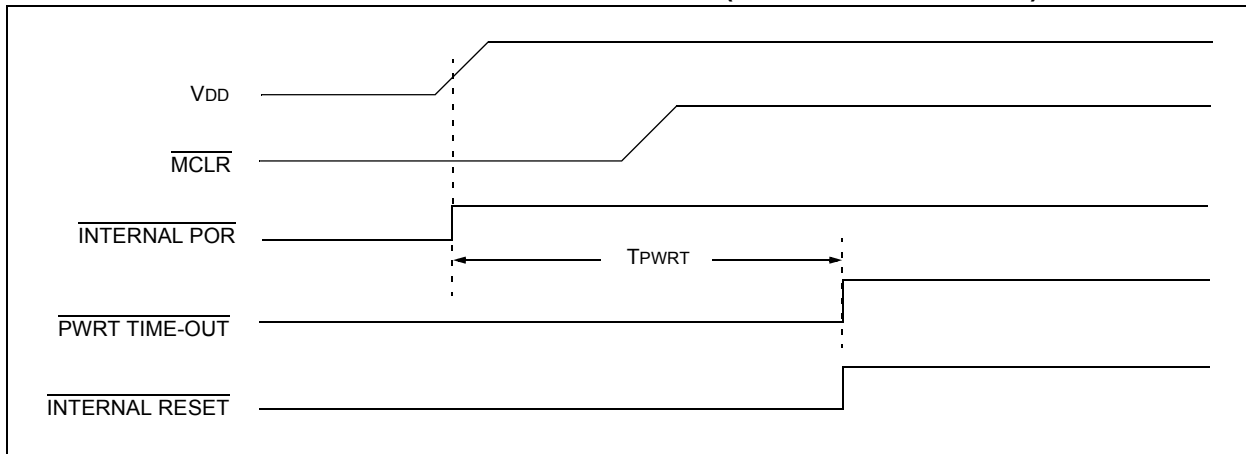 VDD
MCLR
INTERNAL POR
TPWRT
PWRT TIME-OUT
INTERNAL RESET